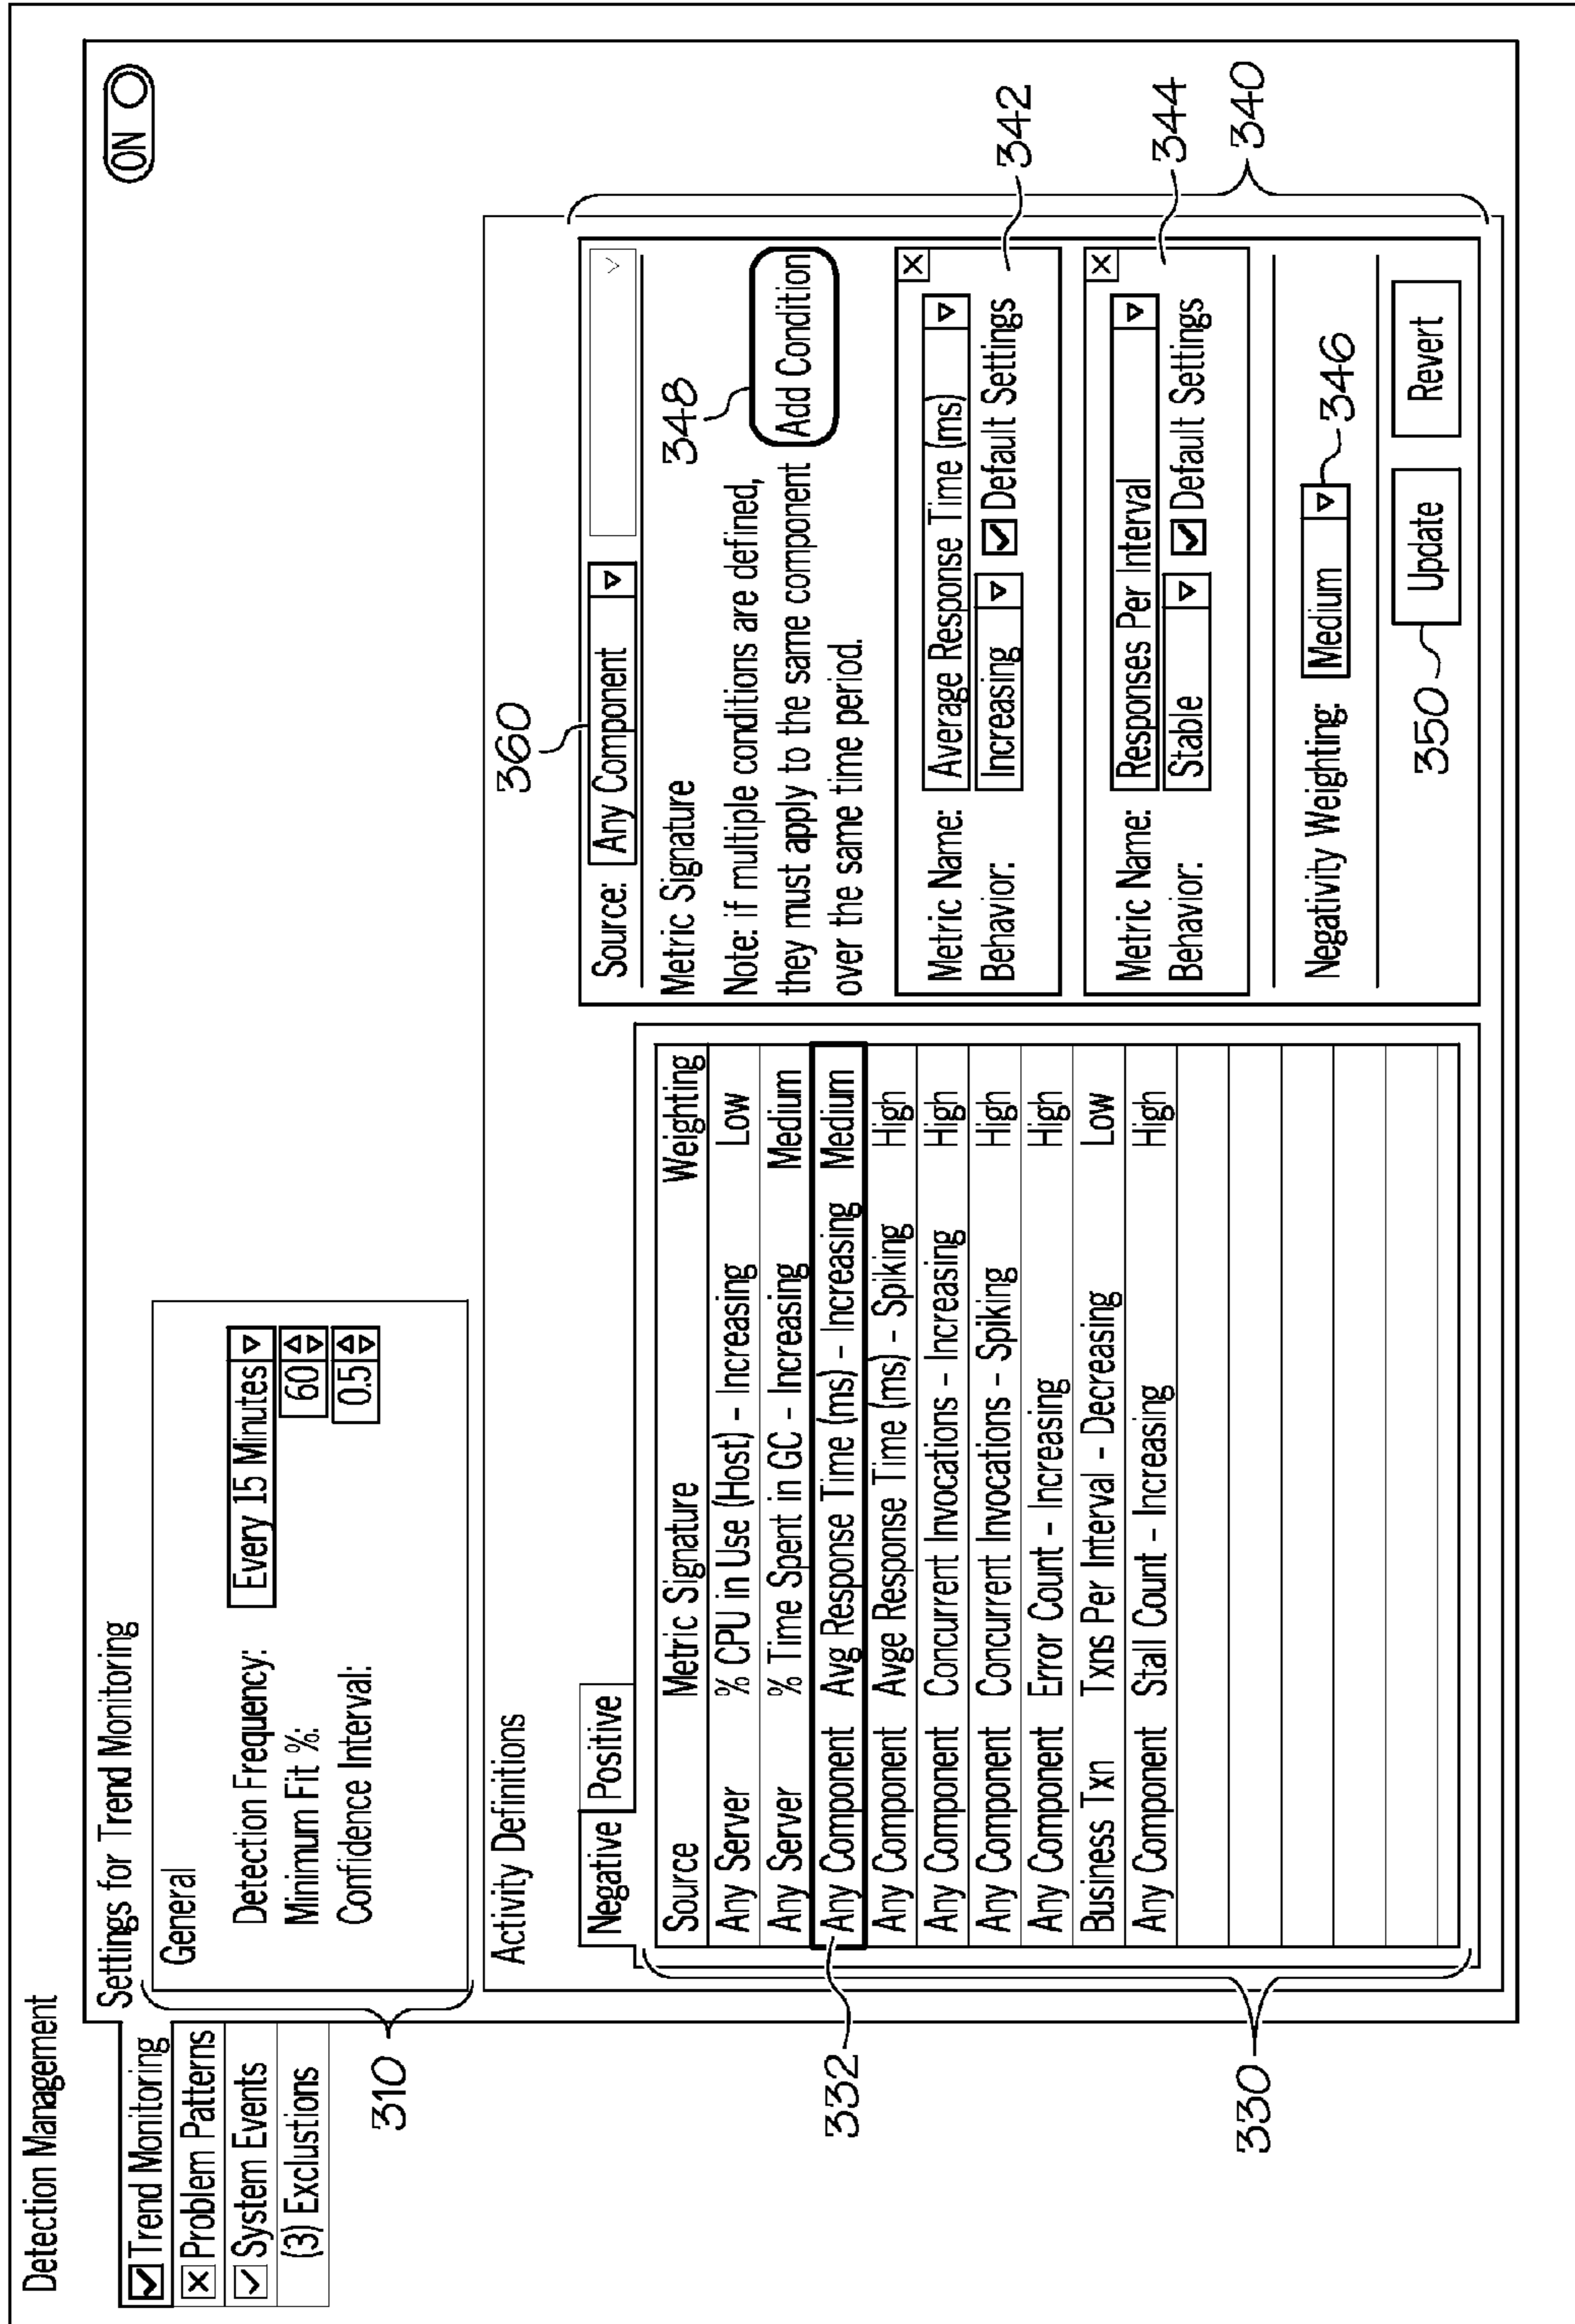 Detection Management
Trend Monitoring
Problem Patterns
System Events
(3) Exclustions
310
Settings for Trend Monitoring
ON
General
Detection Frequency: Every 15 Minutes
Minimum Fit %: 60
Confidence Interval: 0.5
Activity Definitions
Negative Positive
Source Metric Signature Weighting
Any Server % CPU in Use (Host) – Increasing Low
Any Server % Time Spent in GC – Increasing Medium
Any Component Avg Response Time (ms) – Increasing Medium
Any Component Avge Response Time (ms) – Spiking High
Any Component Concurrent Invocations – Increasing High
Any Component Concurrent Invocations – Spiking High
Any Component Error Count – Increasing High
Business Txn Txns Per Interval – Decreasing Low
Any Component Stall Count – Increasing High
332
330
360
Source: Any Component
Metric Signature
348
Note: if multiple conditions are defined,
they must apply to the same component Add Condition
over the same time period.
Metric Name: Average Response Time (ms)
Behavior: Increasing Default Settings
342
Metric Name: Responses Per Interval
Behavior: Stable Default Settings
344
340
Negativity Weighting: Medium 346
350 Update Revert